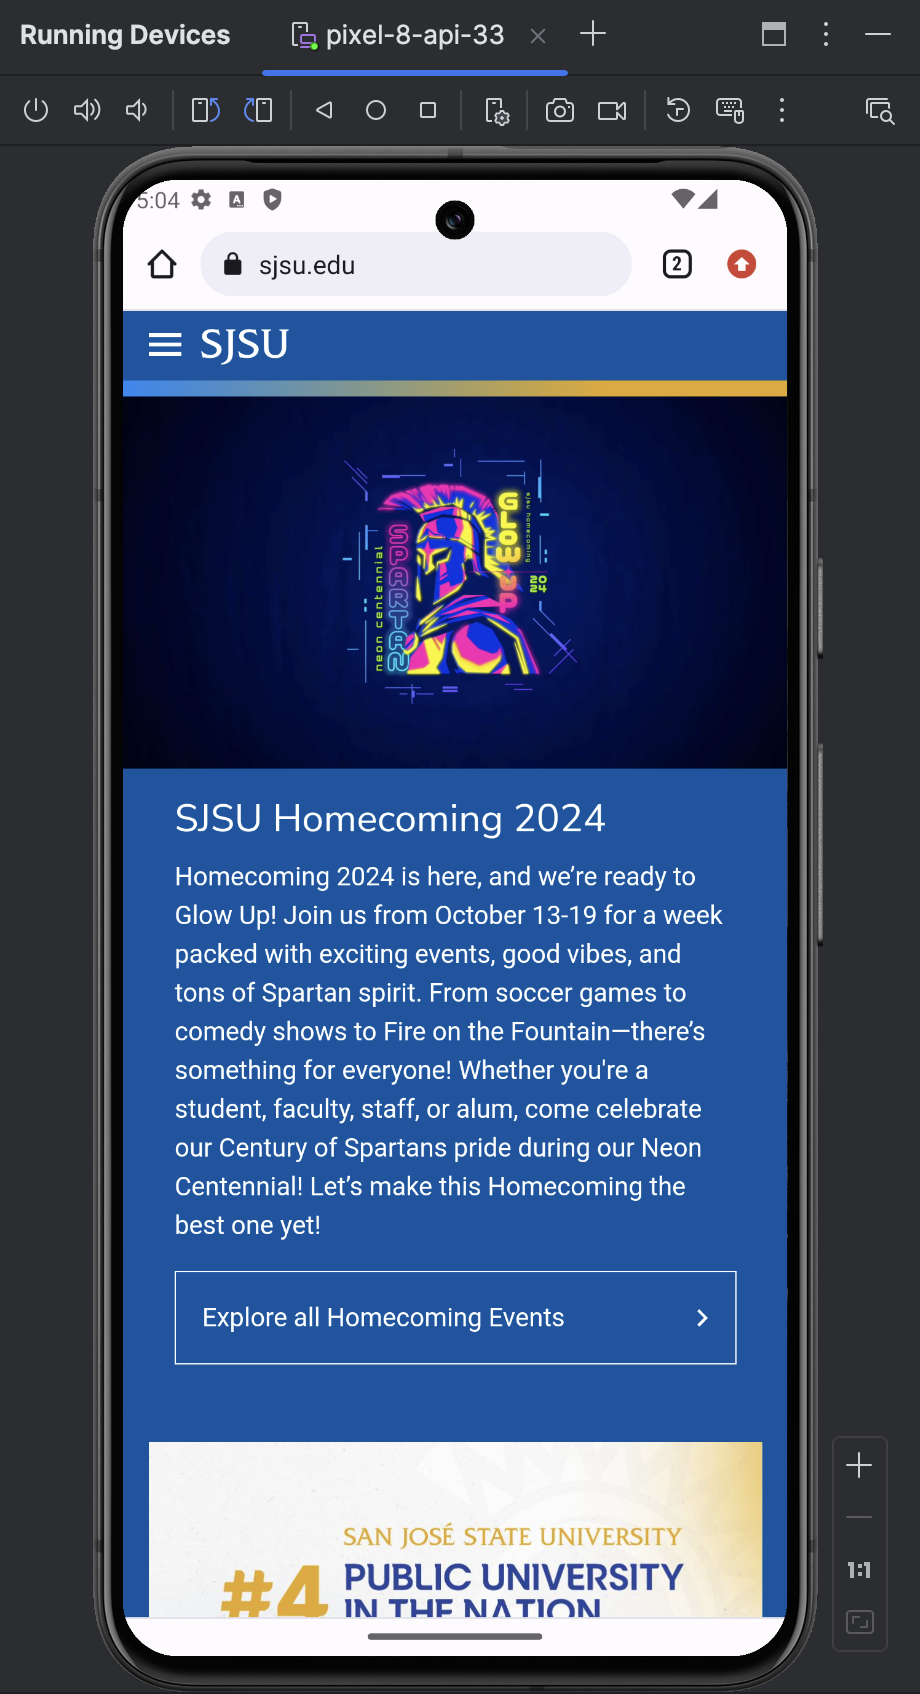 Running Devices
pixel-8-api-33
5:04
A
sjsu.edu
2
SJSU
neon centennial
SPARTAN
GLOW UP
sjsu homecoming
2024
SJSU Homecoming 2024
Homecoming 2024 is here, and we’re ready to
Glow Up! Join us from October 13-19 for a week
packed with exciting events, good vibes, and
tons of Spartan spirit. From soccer games to
comedy shows to Fire on the Fountain—there’s
something for everyone! Whether you're a
student, faculty, staff, or alum, come celebrate
our Century of Spartans pride during our Neon
Centennial! Let’s make this Homecoming the
best one yet!
Explore all Homecoming Events
SAN JOSÉ STATE UNIVERSITY
#4 PUBLIC UNIVERSITY
IN THE NATION
1:1